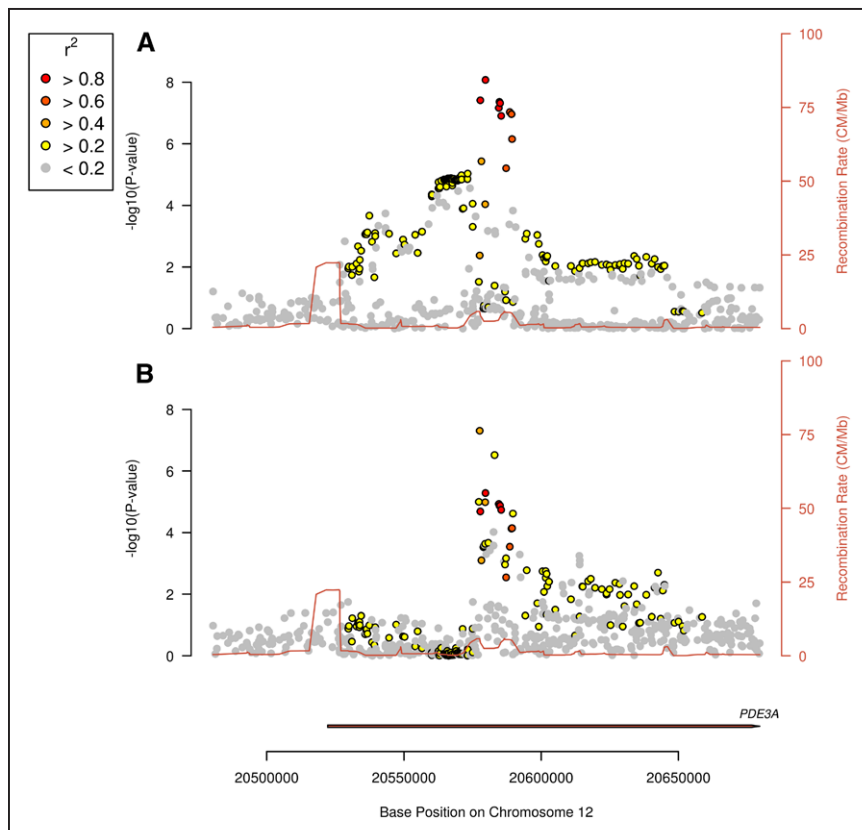 r2
> 0.8
> 0.6
> 0.4
> 0.2
< 0.2
A
-log10(P-value)
8
6
4
2
0
100
75
50
25
0
Recombination Rate (CM/Mb)
B
-log10(P-value)
8
6
4
2
0
100
75
50
25
0
Recombination Rate (CM/Mb)
PDE3A
20500000 20550000 20600000 20650000
Base Position on Chromosome 12